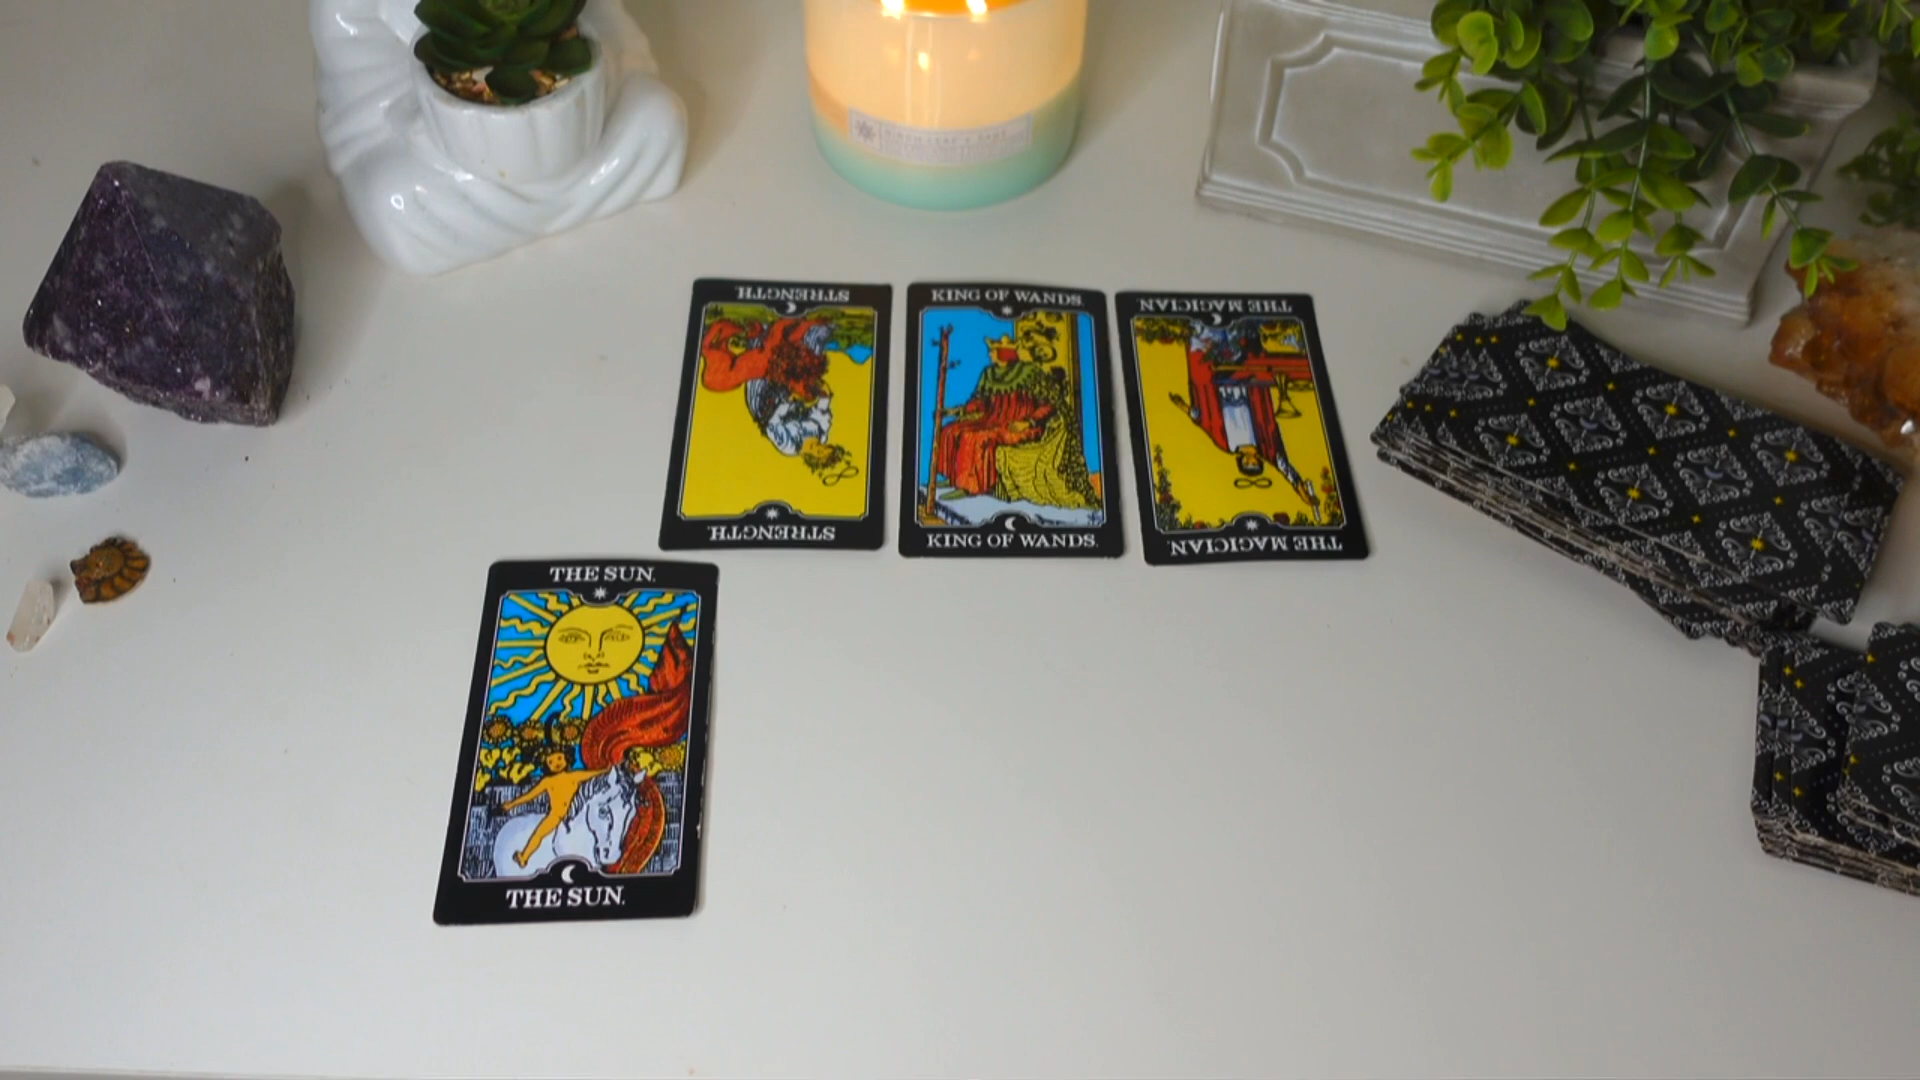 STRENGTH.
STRENGTH.
KING OF WANDS.
KING OF WANDS.
THE MAGICIAN.
THE MAGICIAN.
THE SUN.
THE SUN.